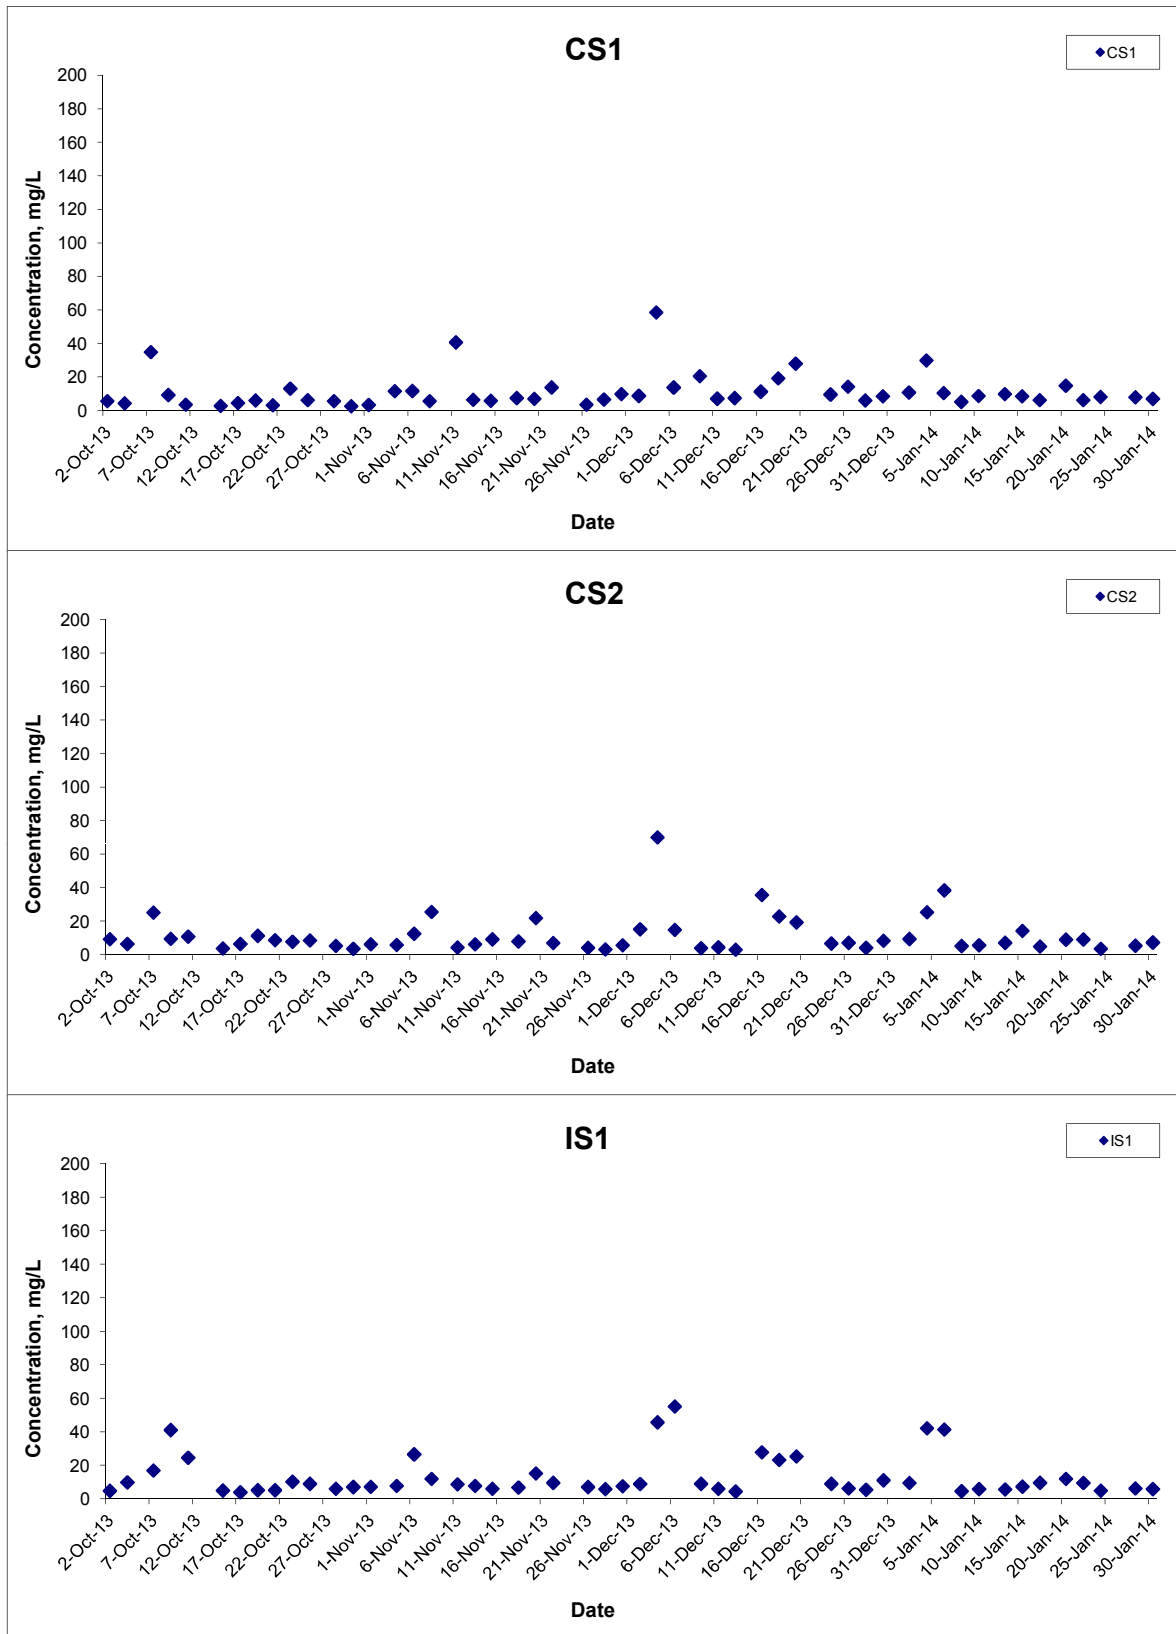 CS1
CS1
200
180
160
140
120
100
80
60
40
20
0
Concentration, mg/L
2-Oct-13
7-Oct-13
12-Oct-13
17-Oct-13
22-Oct-13
27-Oct-13
1-Nov-13
6-Nov-13
11-Nov-13
16-Nov-13
21-Nov-13
26-Nov-13
1-Dec-13
6-Dec-13
11-Dec-13
16-Dec-13
21-Dec-13
26-Dec-13
31-Dec-13
5-Jan-14
10-Jan-14
15-Jan-14
20-Jan-14
25-Jan-14
30-Jan-14
Date
CS2
CS2
200
180
160
140
120
100
80
60
40
20
0
Concentration, mg/L
2-Oct-13
7-Oct-13
12-Oct-13
17-Oct-13
22-Oct-13
27-Oct-13
1-Nov-13
6-Nov-13
11-Nov-13
16-Nov-13
21-Nov-13
26-Nov-13
1-Dec-13
6-Dec-13
11-Dec-13
16-Dec-13
21-Dec-13
26-Dec-13
31-Dec-13
5-Jan-14
10-Jan-14
15-Jan-14
20-Jan-14
25-Jan-14
30-Jan-14
Date
IS1
IS1
200
180
160
140
120
100
80
60
40
20
0
Concentration, mg/L
2-Oct-13
7-Oct-13
12-Oct-13
17-Oct-13
22-Oct-13
27-Oct-13
1-Nov-13
6-Nov-13
11-Nov-13
16-Nov-13
21-Nov-13
26-Nov-13
1-Dec-13
6-Dec-13
11-Dec-13
16-Dec-13
21-Dec-13
26-Dec-13
31-Dec-13
5-Jan-14
10-Jan-14
15-Jan-14
20-Jan-14
25-Jan-14
30-Jan-14
Date